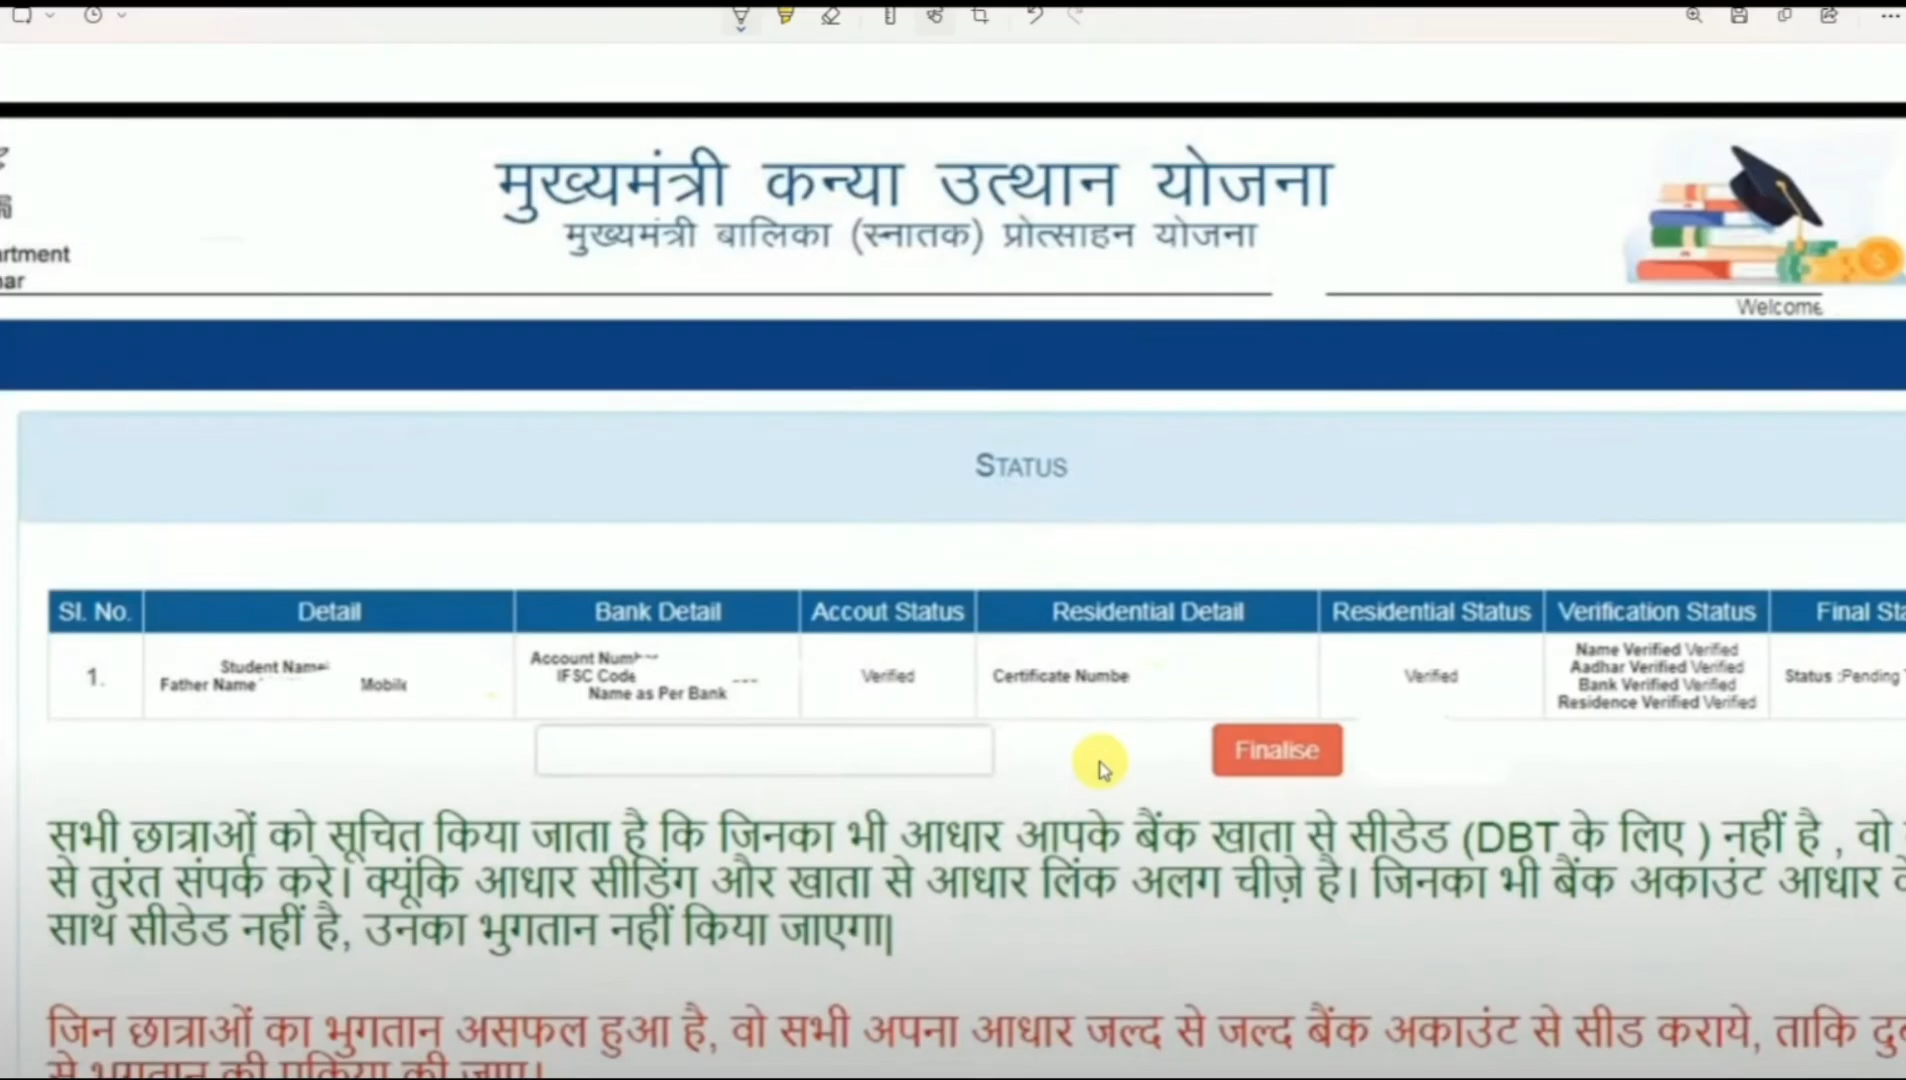 मुख्यमंत्री कन्या उत्थान योजना
मुख्यमंत्री बालिका (स्नातक) प्रोत्साहन योजना
Welcome
STATUS
Sl. No. Detail Bank Detail Accout Status Residential Detail Residential Status Verification Status Final
1. Student Name Father Name Mobile Account IFSC Code Name as Per Bank Verified Certificate Numbe Verified Name Verified Verified Aadhar Verified Verified Bank Verified Verified Residence Verified Verified Status :Pending
Finalise
सभी छात्राओं को सूचित किया जाता है कि जिनका भी आधार आपके बैंक खाता से सीडेड (DBT के लिए ) नहीं है , वो
से तुरंत संपर्क करे। क्यूंकि आधार सीडिंग और खाता से आधार लिंक अलग चीज़े है। जिनका भी बैंक अकाउंट आधार
साथ सीडेड नहीं है, उनका भुगतान नहीं किया जाएगा|
जिन छात्राओं का भुगतान असफल हुआ है, वो सभी अपना आधार जल्द से जल्द बैंक अकाउंट से सीड कराये, ताकि
से भुगतान की प्रक्रिया की जाए।